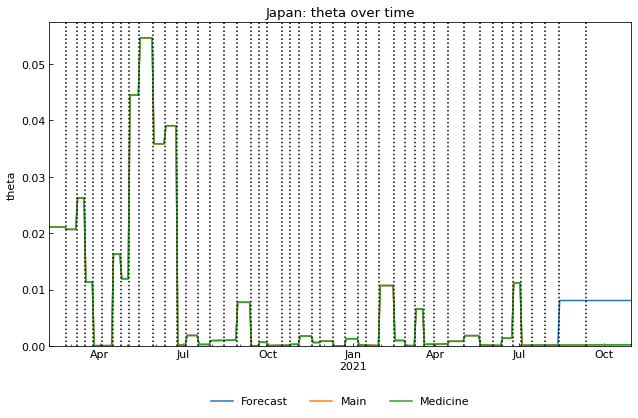 Japan: theta over time
theta
0.05
0.04
0.03
0.02
0.01
0.00
Apr Jul Oct Jan Apr Jul Oct
2021
Forecast Main Medicine